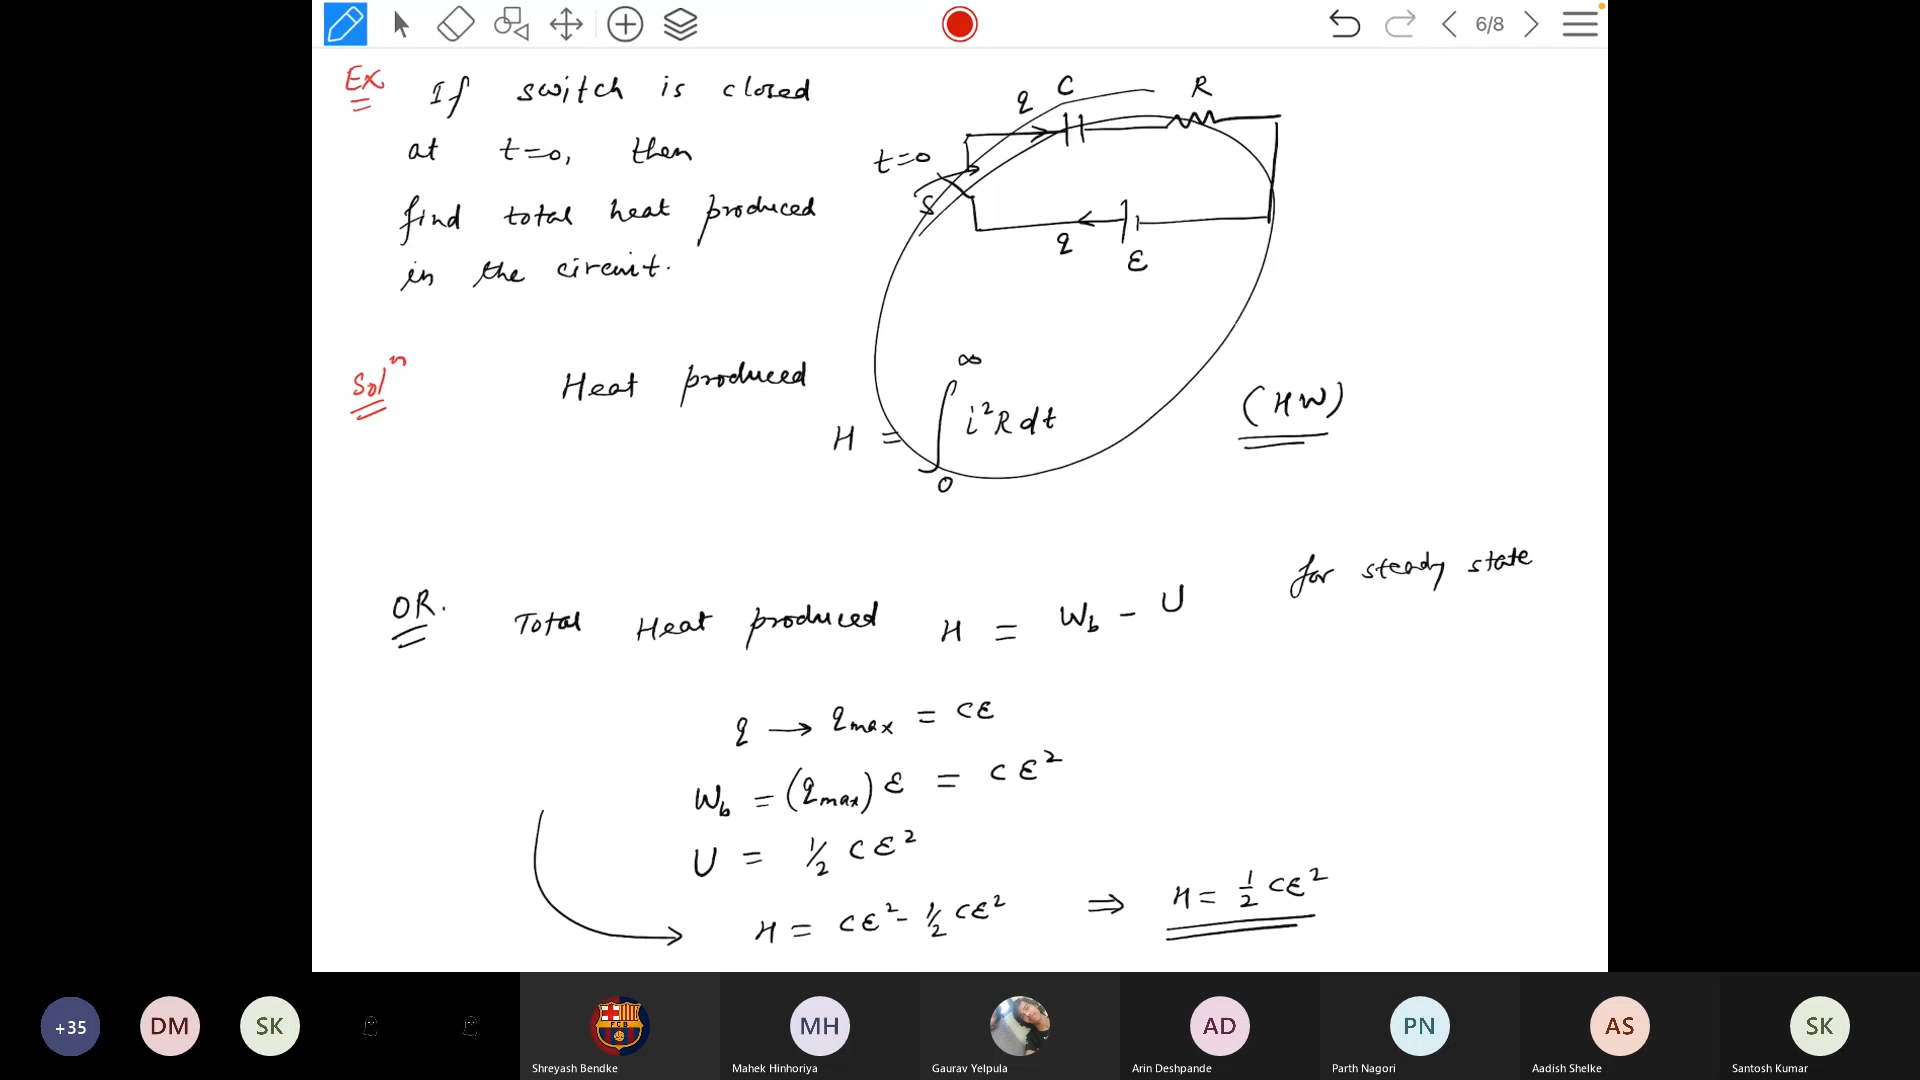 6/8
Ex If switch is closed
at t=0, then
find total heat produced
in the circuit.
q C R
t=0
S
q ε
Solⁿ Heat produced
H = ∫₀^∞ i²R dt (HW)
OR. Total Heat produced H = W_b - U for steady state
q → q_max = Cε
W_b = (q_max) ε = Cε²
U = ½ Cε²
H = Cε² - ½ Cε² ⇒ H = ½ Cε²
+35 DM SK FCB MH AD PN AS SK
Shreyash Bendke Mahek Hinhoriya Gaurav Yelpula Arin Deshpande Parth Nagori Aadish Shelke Santosh Kumar